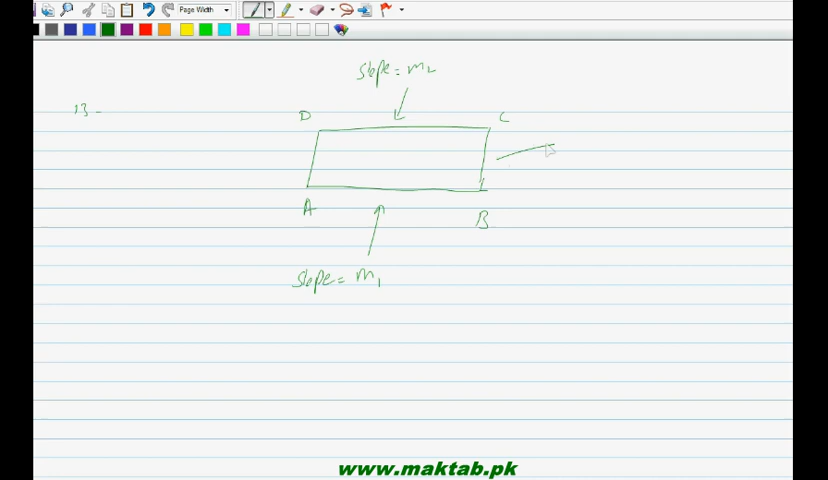 Page Width
slope = m₂
13 -
D C
A B
slope = m₁
www.maktab.pk